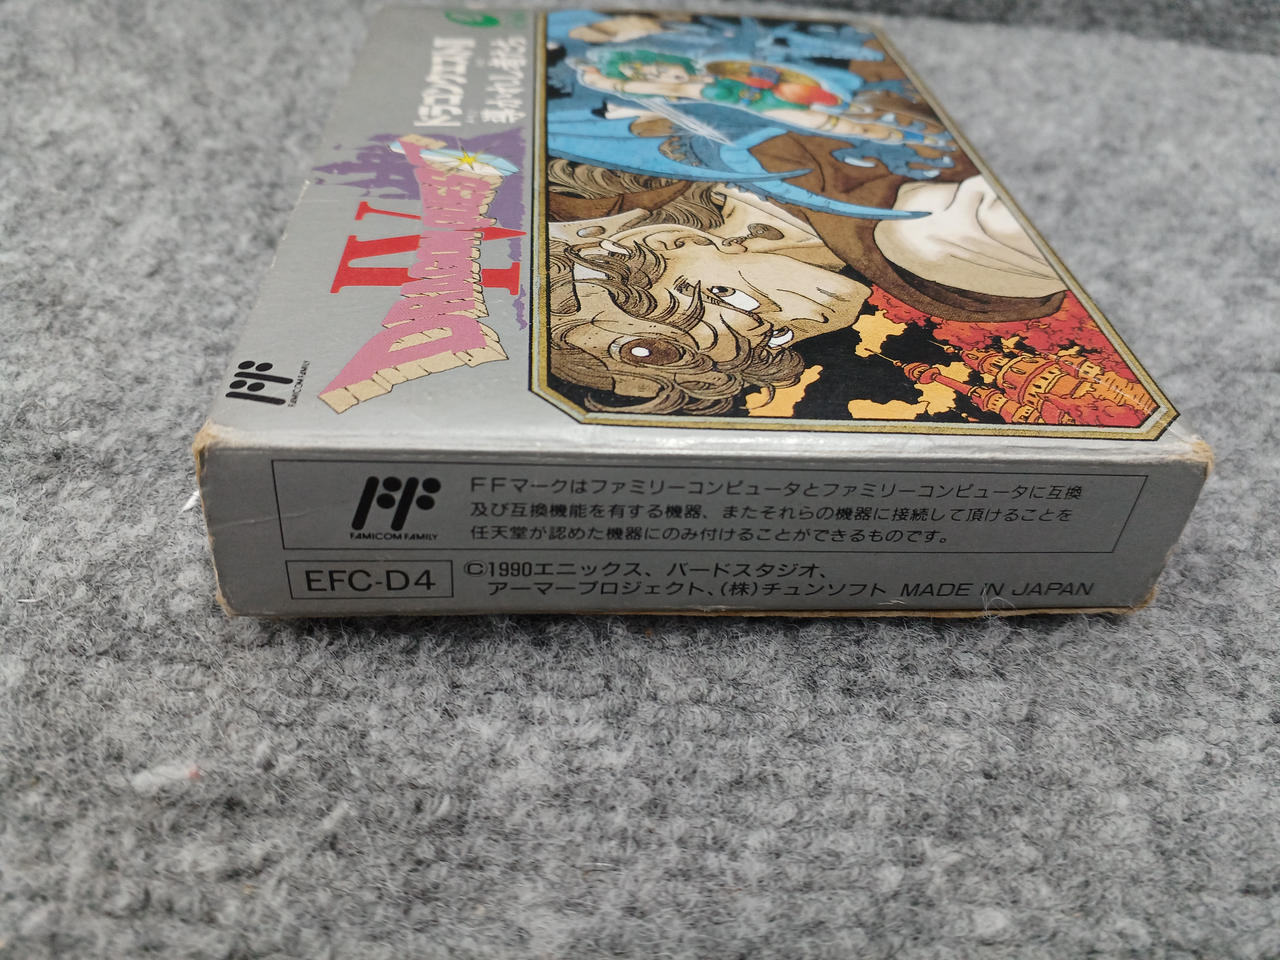 ドラゴンクエストIV
導かれし者たち
DRAGON QUEST
IV
FF
FAMICOM FAMILY
FF
FAMICOM FAMILY
FFマークはファミリーコンピュータとファミリーコンピュータに互換
及び互換機能を有する機器、またそれらの機器に接続して頂けることを
任天堂が認めた機器にのみ付けることができるものです。
EFC-D4
©1990エニックス、バードスタジオ、
アーマープロジェクト、(株)チュンソフト MADE IN JAPAN